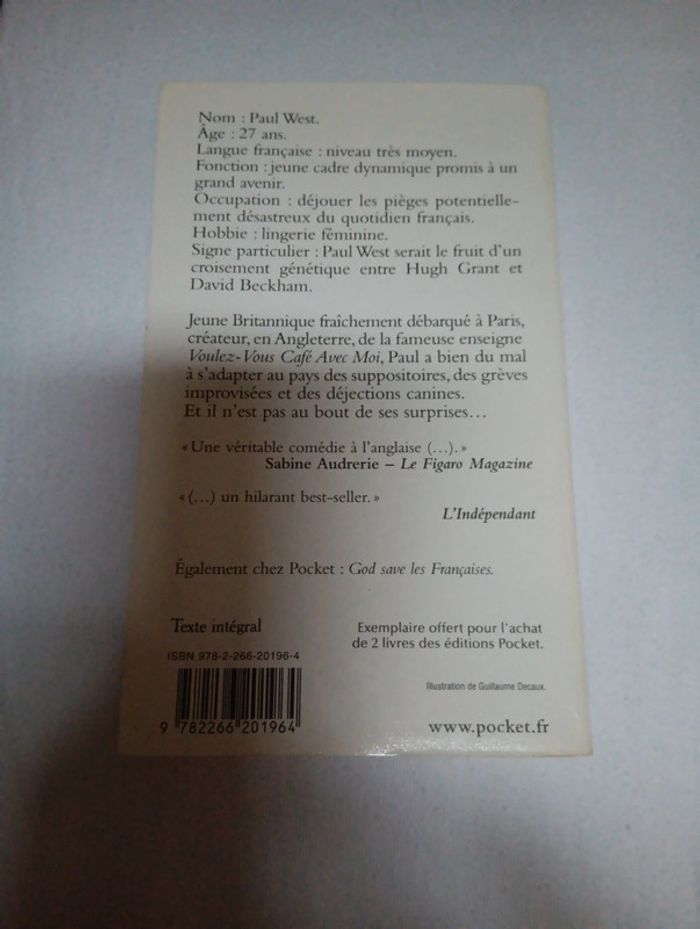 Nom : Paul West.
Âge : 27 ans.
Langue française : niveau très moyen.
Fonction : jeune cadre dynamique promis à un
grand avenir.
Occupation : déjouer les pièges potentielle-
ment désastreux du quotidien français.
Hobbie : lingerie féminine.
Signe particulier : Paul West serait le fruit d'un
croisement génétique entre Hugh Grant et
David Beckham.
Jeune Britannique fraîchement débarqué à Paris,
créateur, en Angleterre, de la fameuse enseigne
Voulez-Vous Café Avec Moi, Paul a bien du mal
à s'adapter au pays des suppositoires, des grèves
improvisées et des déjections canines.
Et il n'est pas au bout de ses surprises…
« Une véritable comédie à l'anglaise (…). »
Sabine Audrerie – Le Figaro Magazine
« (…) un hilarant best-seller. »
L'Indépendant
Également chez Pocket : God save les Françaises.
Texte intégral
Exemplaire offert pour l'achat
de 2 livres des éditions Pocket.
ISBN 978-2-266-20196-4
Illustration de Guillaume Decaux.
9 782266 201964
www.pocket.fr